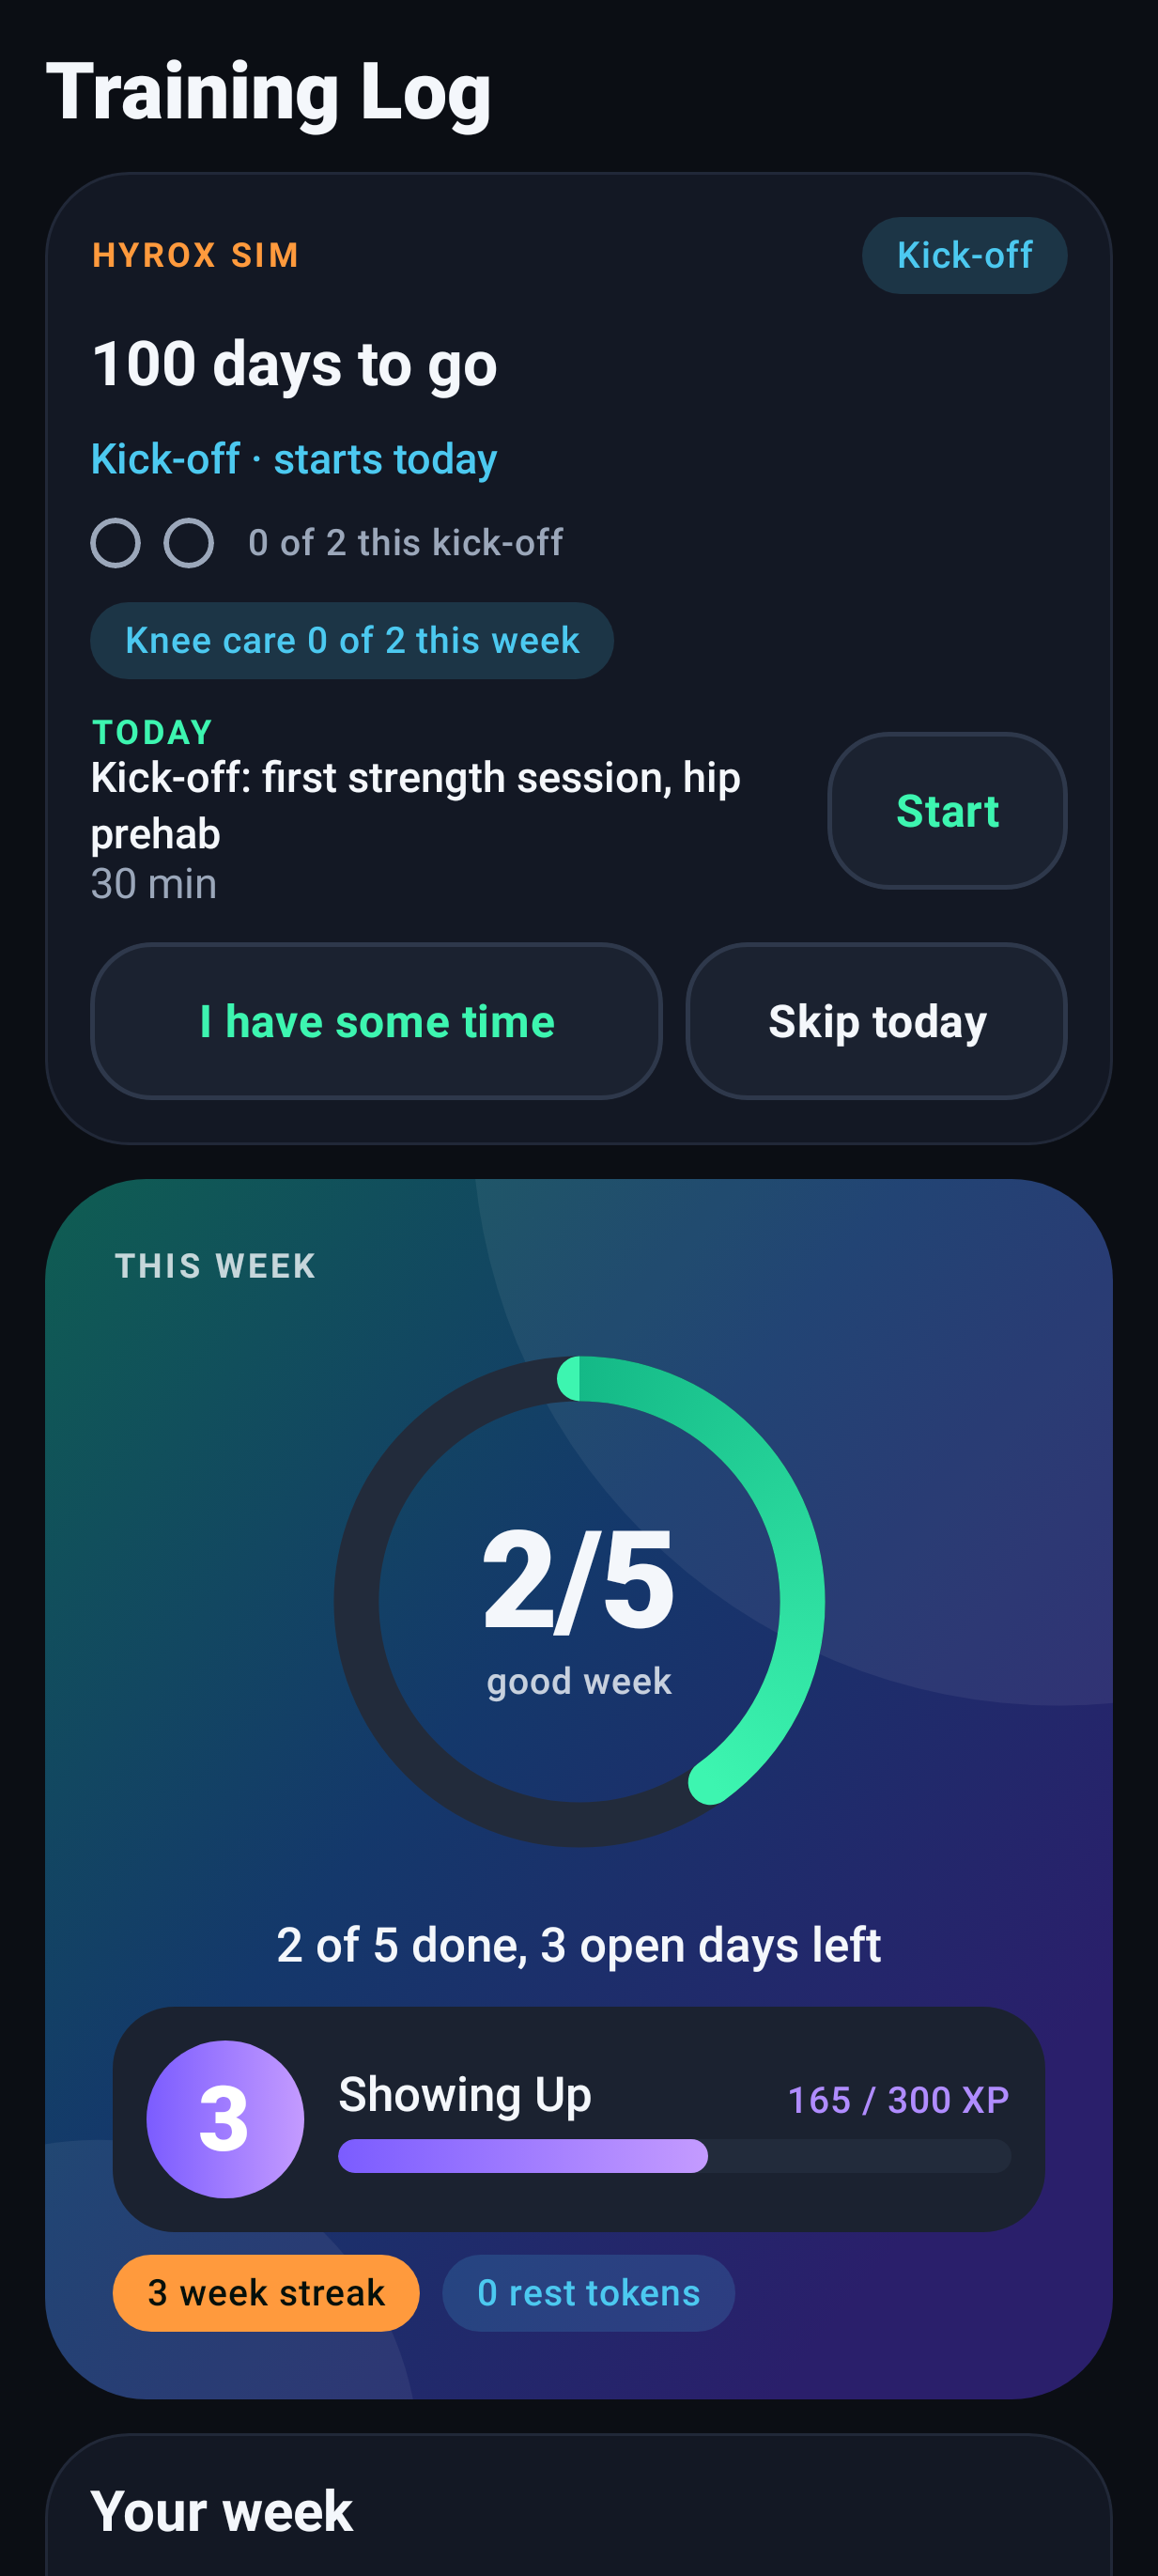 Training Log
HYROX SIM
Kick-off
100 days to go
Kick-off · starts today
0 of 2 this kick-off
Knee care 0 of 2 this week
TODAY
Kick-off: first strength session, hip
prehab
30 min
Start
I have some time
Skip today
THIS WEEK
2/5
good week
2 of 5 done, 3 open days left
3
Showing Up
165 / 300 XP
3 week streak
0 rest tokens
Your week